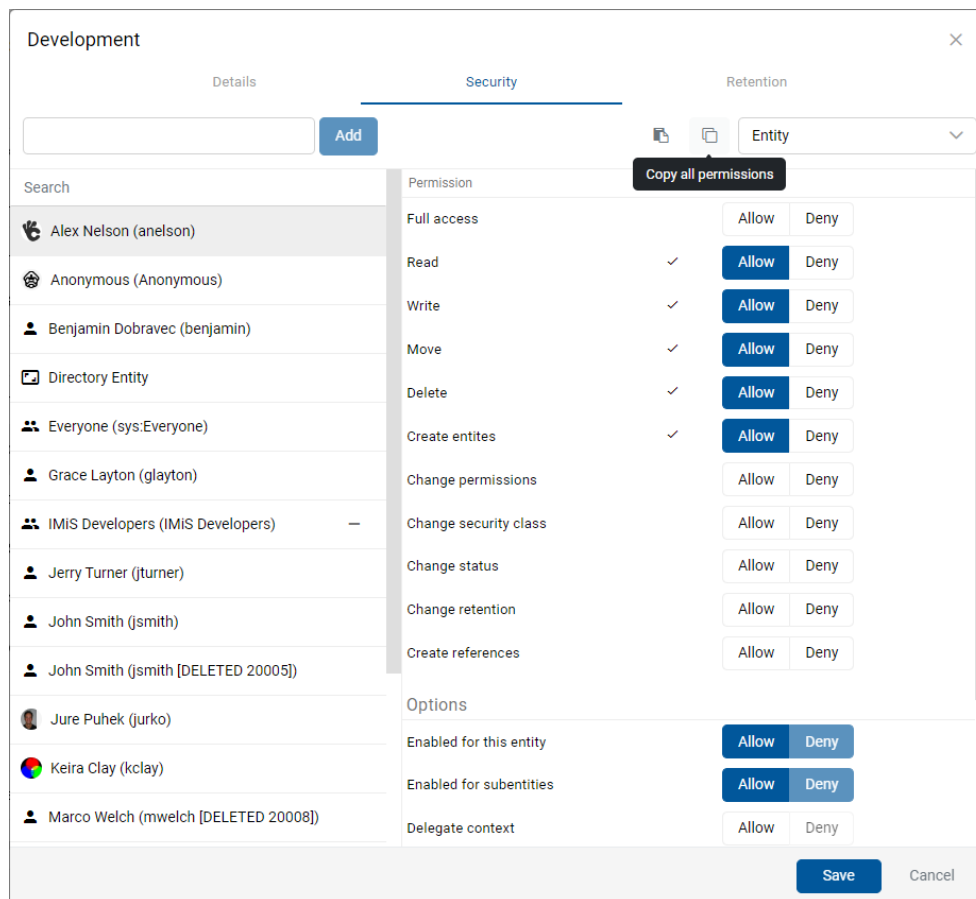 Development
Details
Security
Retention
Add
Entity
Copy all permissions
Search
Alex Nelson (anelson)
Anonymous (Anonymous)
Benjamin Dobravec (benjamin)
Directory Entity
Everyone (sys:Everyone)
Grace Layton (glayton)
IMiS Developers (IMiS Developers)
Jerry Turner (jturner)
John Smith (jsmith)
John Smith (jsmith [DELETED 20005])
Jure Puhek (jurko)
Keira Clay (kclay)
Marco Welch (mwelch [DELETED 20008])
Permission
Full access Allow Deny
Read Allow Deny
Write Allow Deny
Move Allow Deny
Delete Allow Deny
Create entites Allow Deny
Change permissions Allow Deny
Change security class Allow Deny
Change status Allow Deny
Change retention Allow Deny
Create references Allow Deny
Options
Enabled for this entity Allow Deny
Enabled for subentities Allow Deny
Delegate context Allow Deny
Save
Cancel